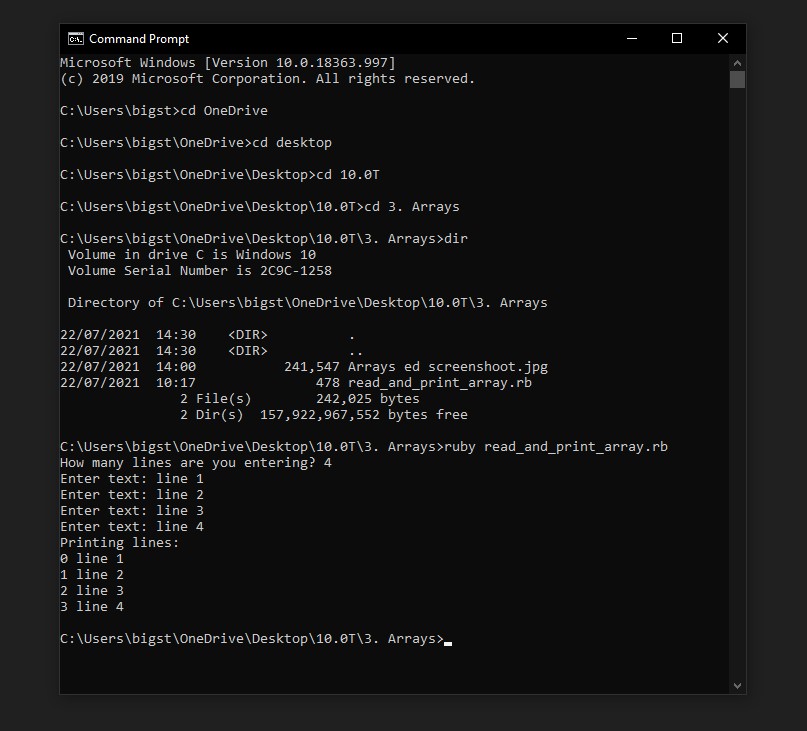 Command Prompt
Microsoft Windows [Version 10.0.18363.997]
(c) 2019 Microsoft Corporation. All rights reserved.
C:\Users\bigst>cd OneDrive
C:\Users\bigst\OneDrive>cd desktop
C:\Users\bigst\OneDrive\Desktop>cd 10.0T
C:\Users\bigst\OneDrive\Desktop\10.0T>cd 3. Arrays
C:\Users\bigst\OneDrive\Desktop\10.0T\3. Arrays>dir
 Volume in drive C is Windows 10
 Volume Serial Number is 2C9C-1258
 Directory of C:\Users\bigst\OneDrive\Desktop\10.0T\3. Arrays
22/07/2021  14:30    <DIR>          .
22/07/2021  14:30    <DIR>          ..
22/07/2021  14:00           241,547 Arrays ed screenshoot.jpg
22/07/2021  10:17               478 read_and_print_array.rb
               2 File(s)        242,025 bytes
               2 Dir(s)  157,922,967,552 bytes free
C:\Users\bigst\OneDrive\Desktop\10.0T\3. Arrays>ruby read_and_print_array.rb
How many lines are you entering? 4
Enter text: line 1
Enter text: line 2
Enter text: line 3
Enter text: line 4
Printing lines:
0 line 1
1 line 2
2 line 3
3 line 4
C:\Users\bigst\OneDrive\Desktop\10.0T\3. Arrays>